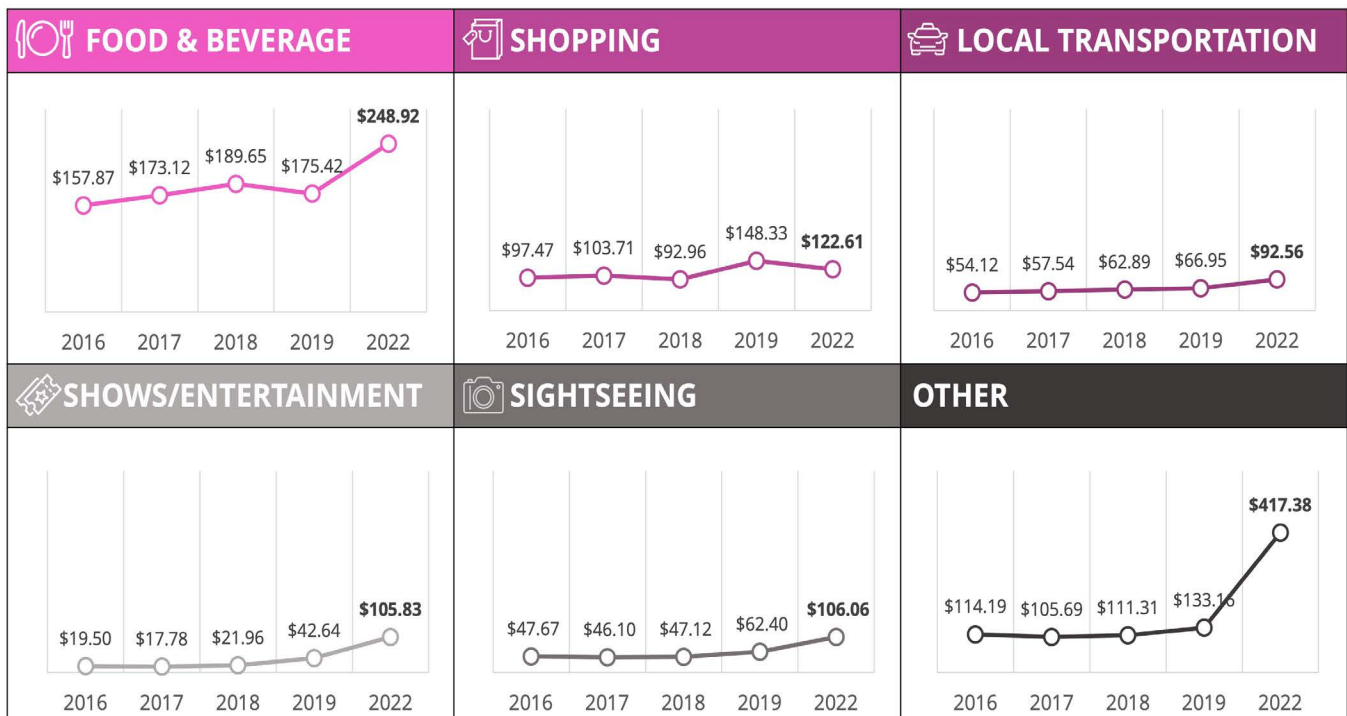 FOOD & BEVERAGE
$157.87 $173.12 $189.65 $175.42 $248.92
2016 2017 2018 2019 2022
SHOPPING
$97.47 $103.71 $92.96 $148.33 $122.61
2016 2017 2018 2019 2022
LOCAL TRANSPORTATION
$54.12 $57.54 $62.89 $66.95 $92.56
2016 2017 2018 2019 2022
SHOWS/ENTERTAINMENT
$19.50 $17.78 $21.96 $42.64 $105.83
2016 2017 2018 2019 2022
SIGHTSEEING
$47.67 $46.10 $47.12 $62.40 $106.06
2016 2017 2018 2019 2022
OTHER
$114.19 $105.69 $111.31 $133.16 $417.38
2016 2017 2018 2019 2022